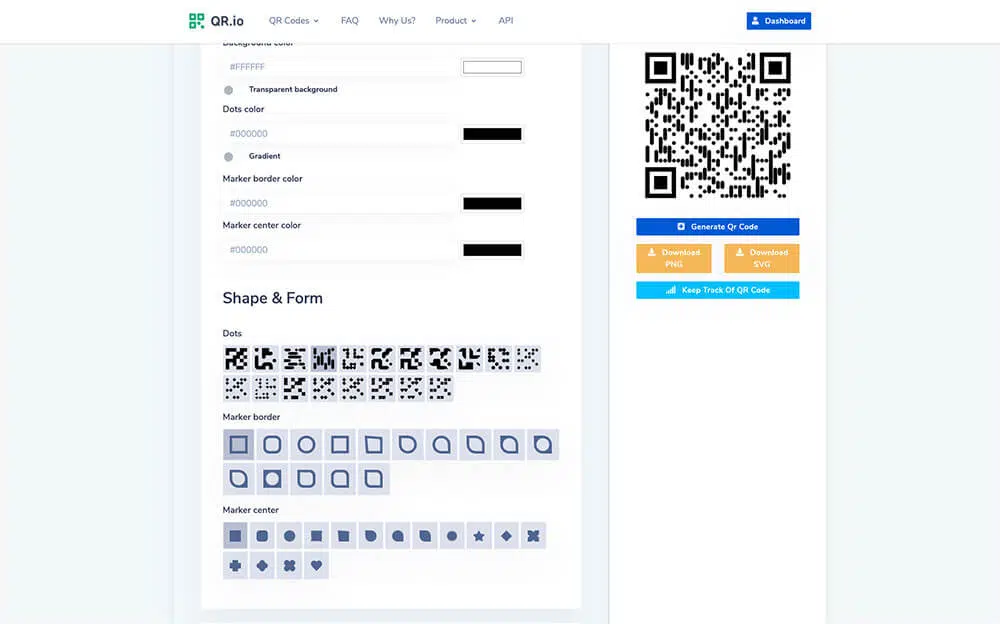 QR.io
QR Codes
FAQ
Why Us?
Product
API
Dashboard
Background color
#FFFFFF
Transparent background
Dots color
#000000
Gradient
Marker border color
#000000
Marker center color
#000000
Shape & Form
Dots
Marker border
Marker center
Generate Qr Code
Download
PNG
Download
SVG
Keep Track Of QR Code